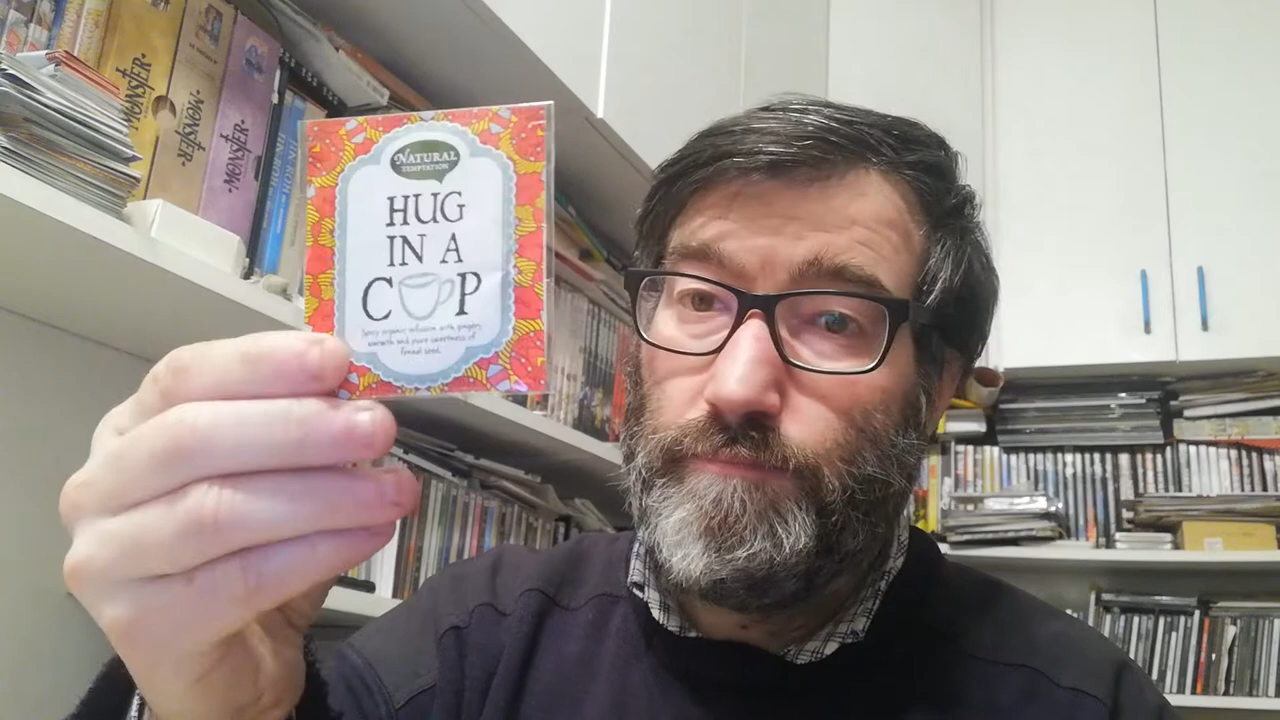 MONSTER
MONSTER
MONSTER
NATURAL
TEMPTATION
HUG
IN A
CUP
Spicy organic infusion with ginger,
warmth and pure sweetness of
fennel seed.